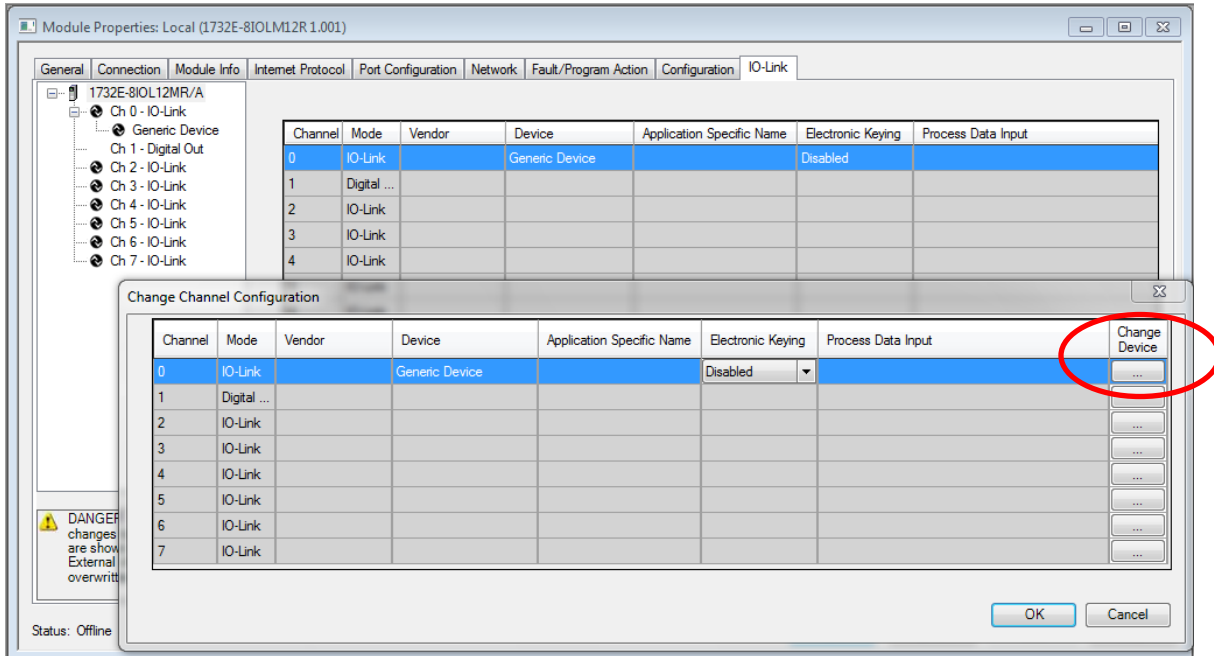 Module Properties: Local (1732E-8IOLM12R 1.001)
General Connection Module Info Internet Protocol Port Configuration Network Fault/Program Action Configuration IO-Link
1732E-8IOL12MR/A
Ch 0 - IO-Link
Generic Device
Ch 1 - Digital Out
Ch 2 - IO-Link
Ch 3 - IO-Link
Ch 4 - IO-Link
Ch 5 - IO-Link
Ch 6 - IO-Link
Ch 7 - IO-Link
Channel Mode Vendor Device Application Specific Name Electronic Keying Process Data Input
0 IO-Link Generic Device Disabled
1 Digital ...
2 IO-Link
3 IO-Link
4 IO-Link
Change Channel Configuration
Channel Mode Vendor Device Application Specific Name Electronic Keying Process Data Input Change Device
0 IO-Link Generic Device Disabled ...
1 Digital ...
2 IO-Link ...
3 IO-Link ...
4 IO-Link ...
5 IO-Link ...
6 IO-Link ...
7 IO-Link ...
DANGER
changes
are show
External
overwritt
OK Cancel
Status: Offline